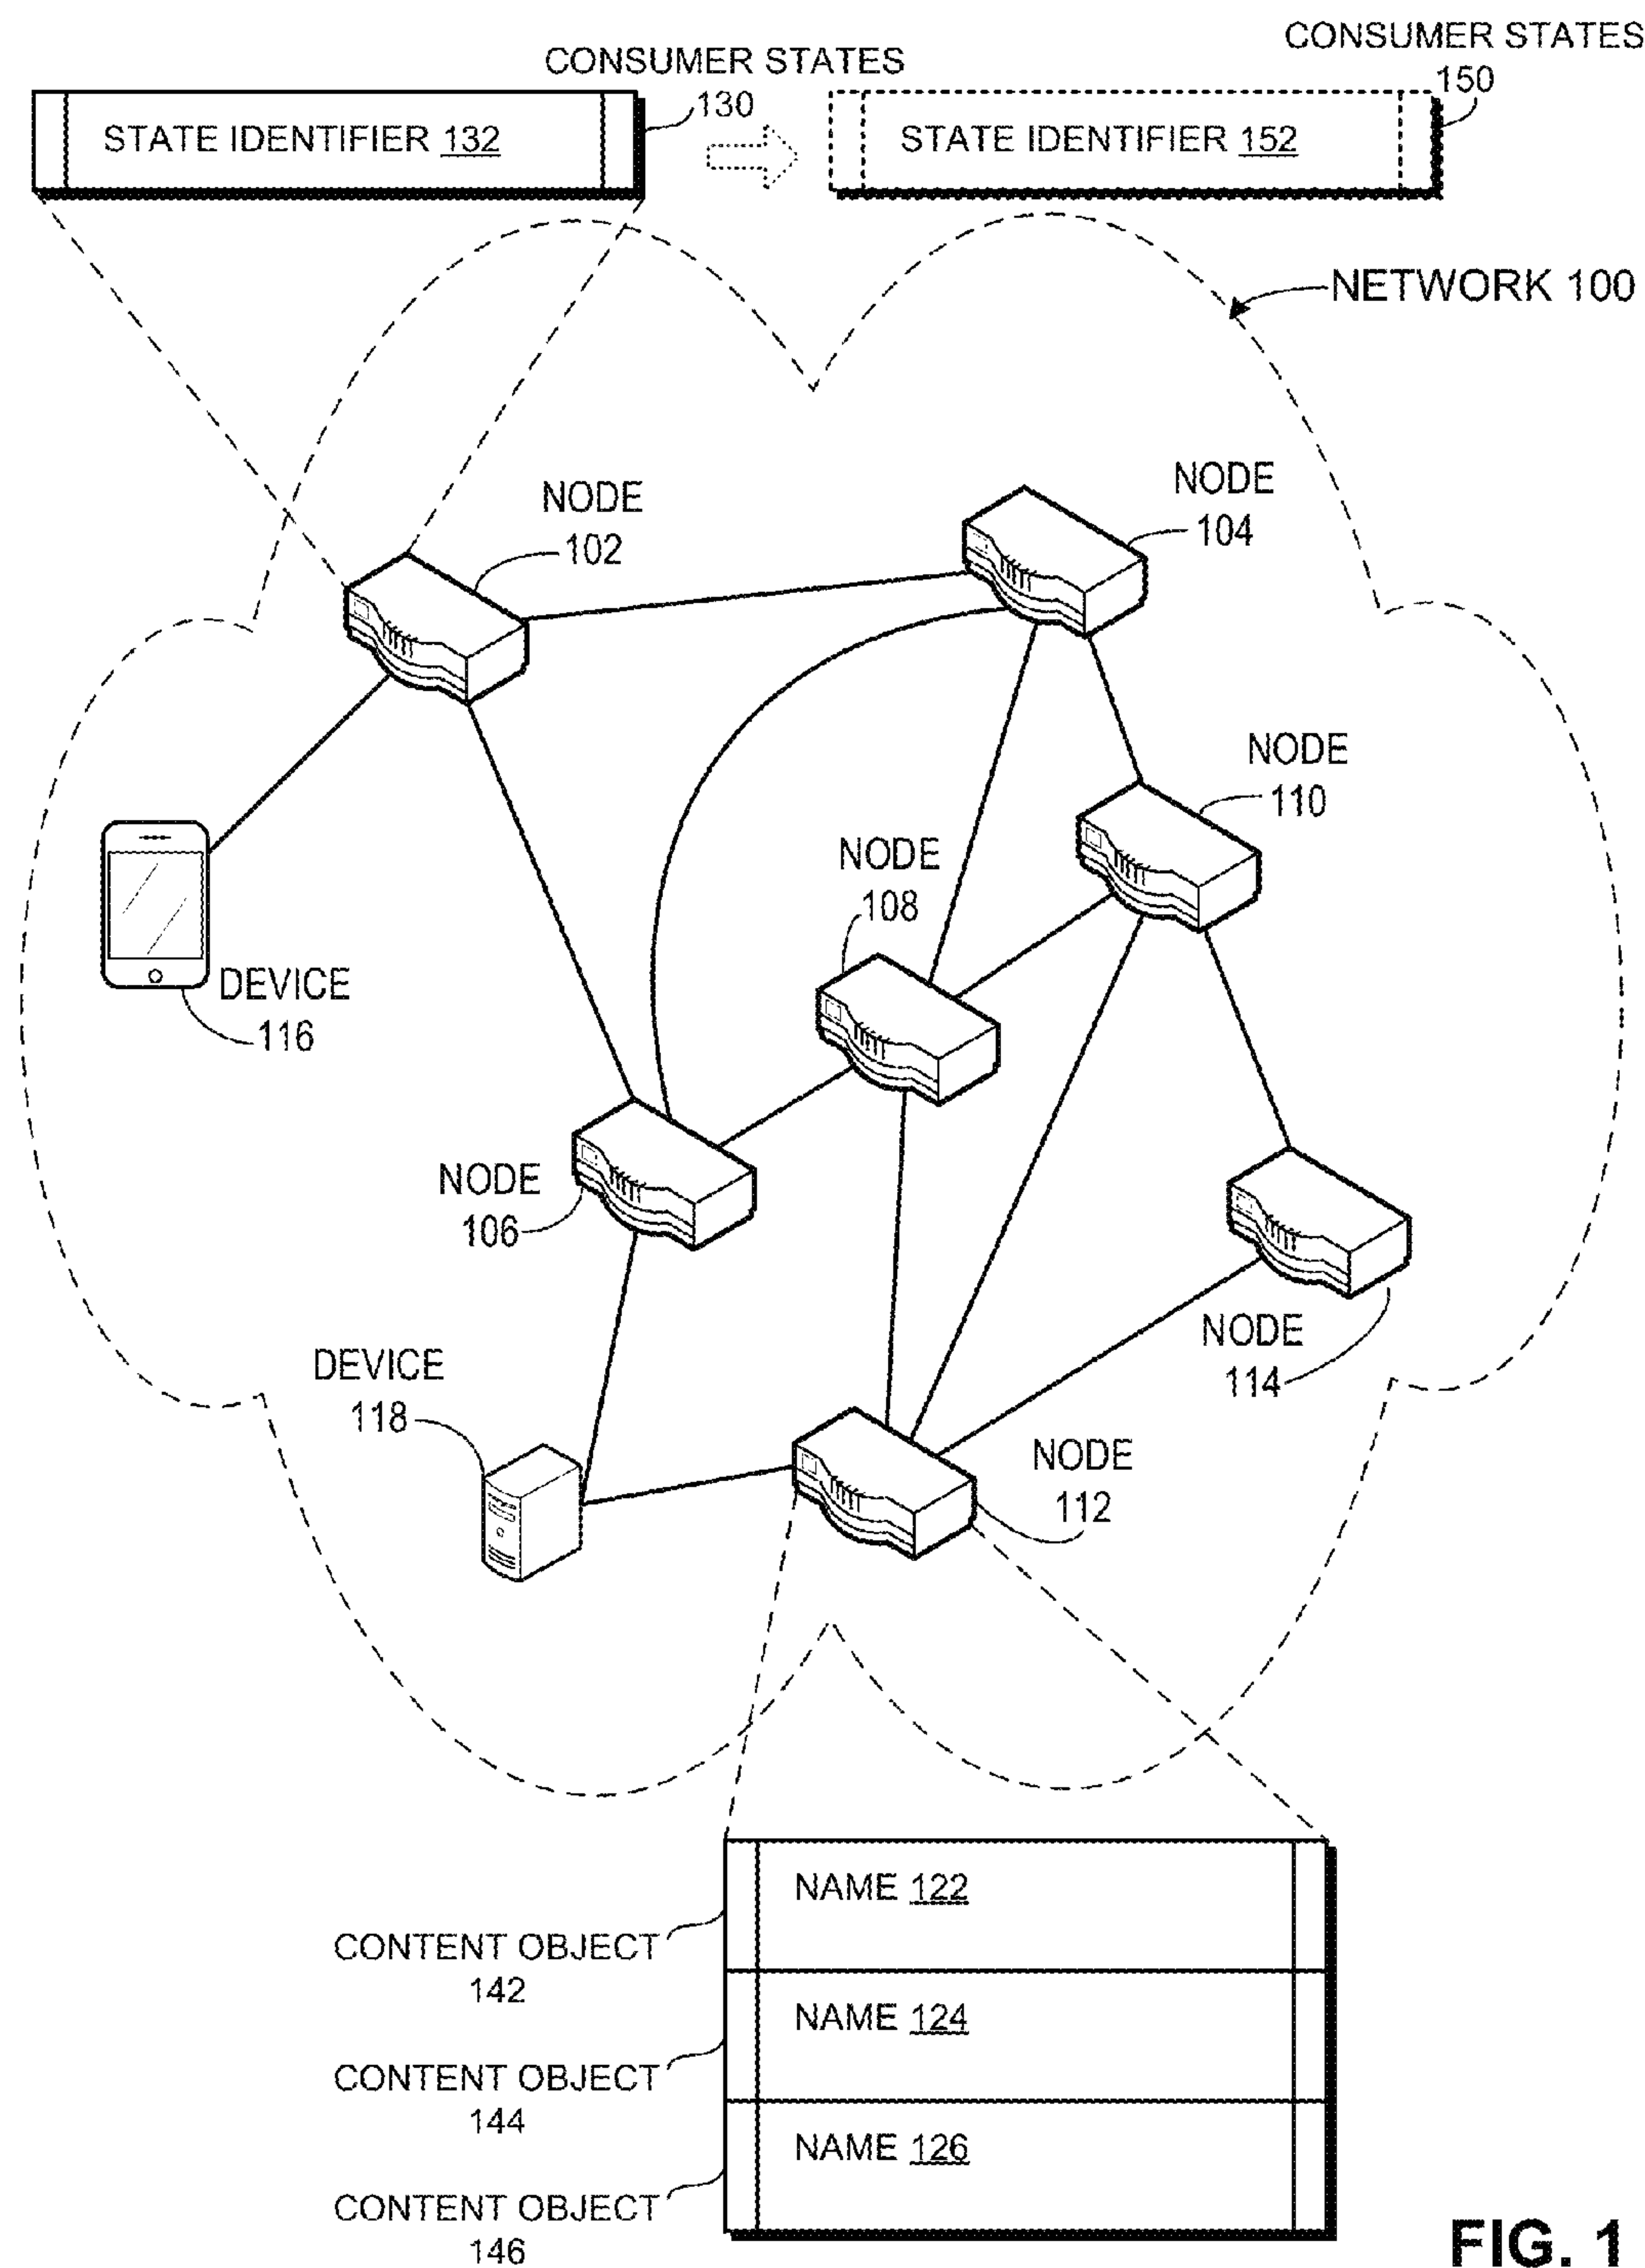 CONSUMER STATES
150
CONSUMER STATES
130
STATE IDENTIFIER 132
STATE IDENTIFIER 152
NETWORK 100
NODE
104
NODE
102
NODE
110
NODE
108
DEVICE
116
NODE
106
NODE
114
DEVICE
118
NODE
112
NAME 122
CONTENT OBJECT
142
NAME 124
CONTENT OBJECT
144
NAME 126
CONTENT OBJECT
146
FIG. 1